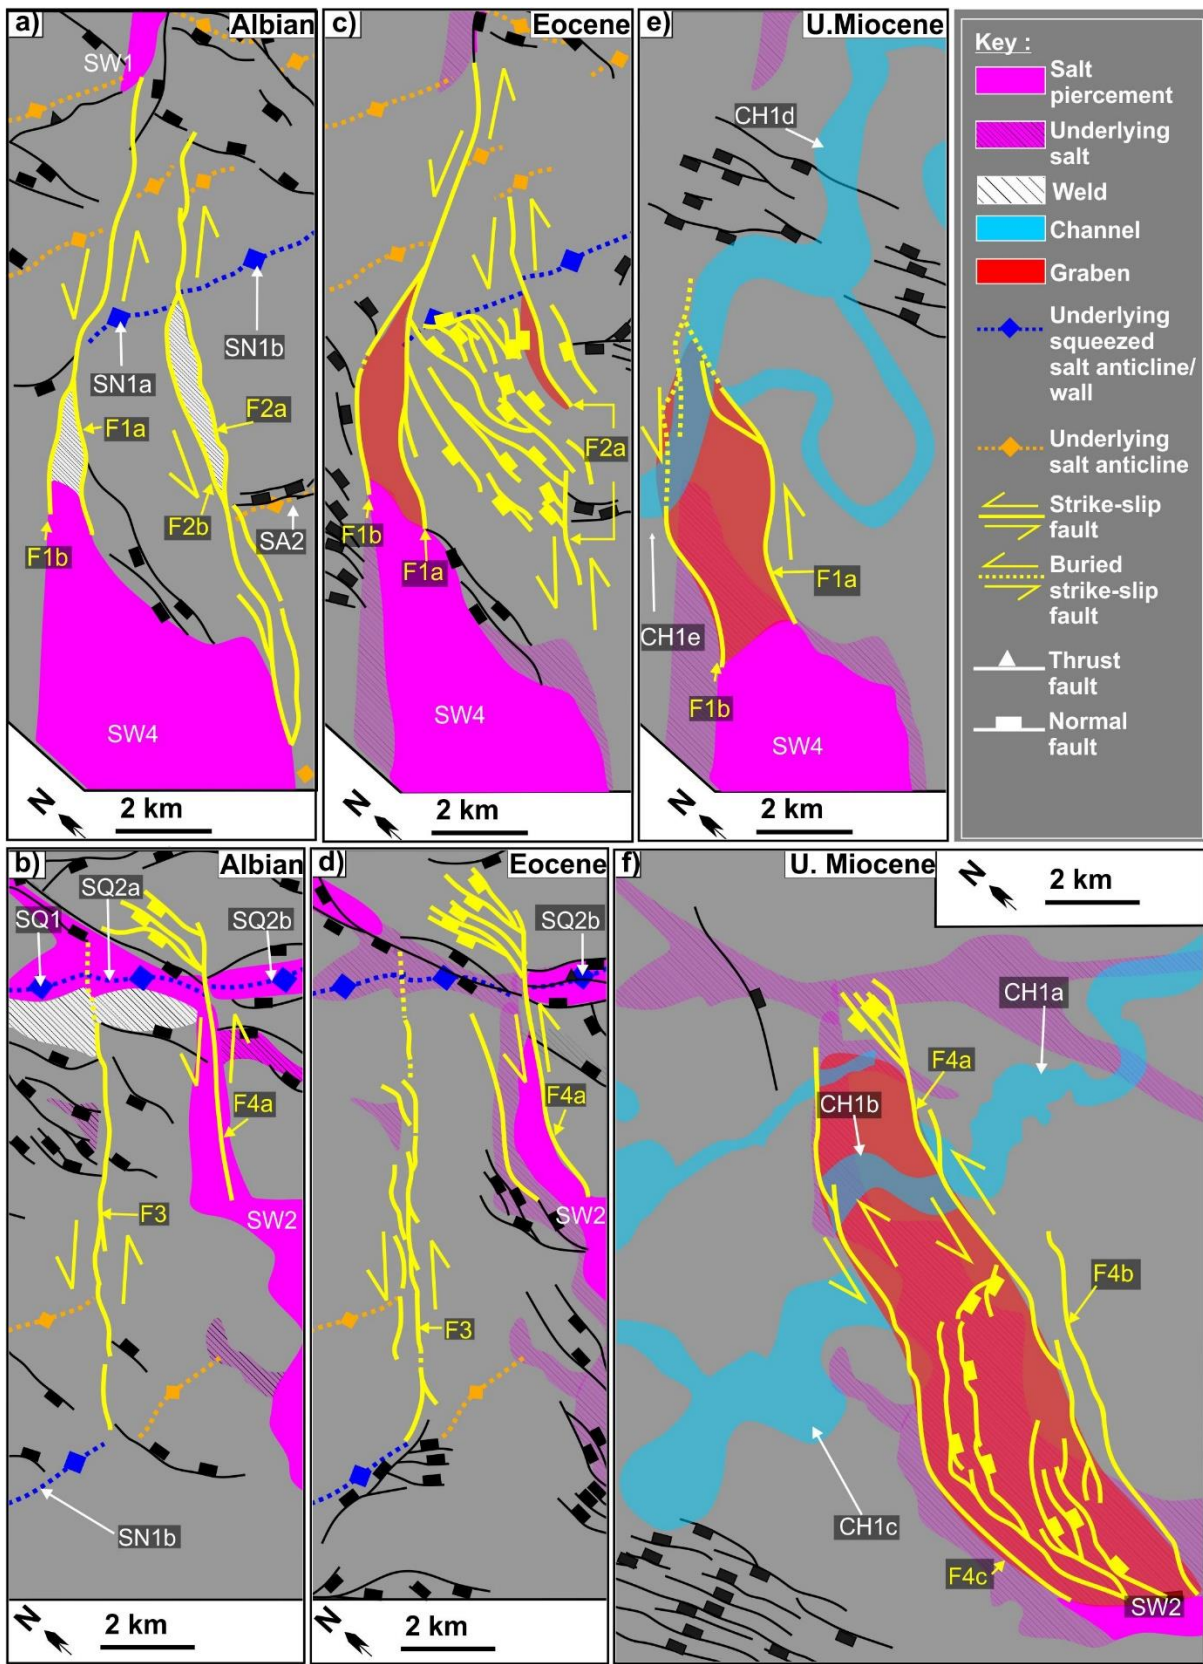 a)
Albian
SW1
SN1b
SN1a
F1a
F2a
F2b
SA2
F1b
SW4
N
2 km
c)
Eocene
F2a
F1b
F1a
SW4
N
2 km
e)
U.Miocene
CH1d
F1a
CH1e
F1b
SW4
N
2 km
Key :
Salt
piercement
Underlying
salt
Weld
Channel
Graben
Underlying
squeezed
salt anticline/
wall
Underlying
salt anticline
Strike-slip
fault
Buried
strike-slip
fault
Thrust
fault
Normal
fault
b)
Albian
SQ2a
SQ1
SQ2b
F4a
F3
SW2
SN1b
N
2 km
d)
Eocene
SQ2b
F4a
SW2
F3
N
2 km
f)
U. Miocene
N
2 km
CH1a
F4a
CH1b
F4b
CH1c
F4c
SW2